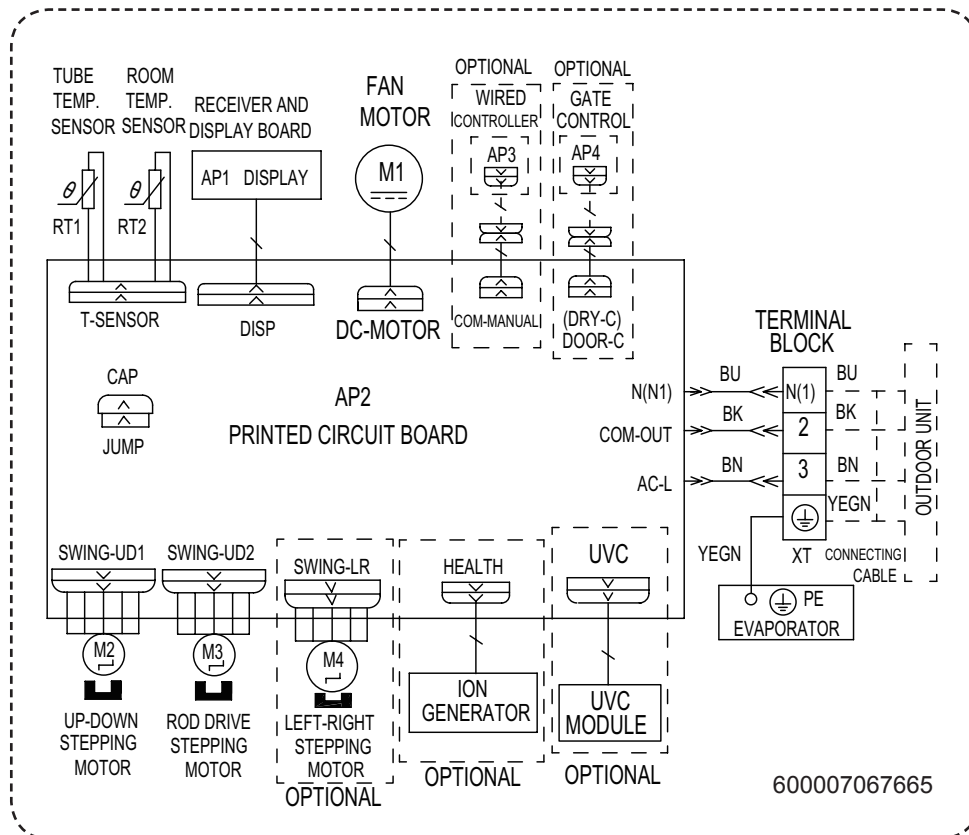 TUBE
TEMP.
SENSOR
ROOM
TEMP.
SENSOR
RECEIVER AND
DISPLAY BOARD
FAN
MOTOR
OPTIONAL
WIRED
CONTROLLER
OPTIONAL
GATE
CONTROL
AP1 DISPLAY
M1
AP3
AP4
θ
RT1
θ
RT2
T-SENSOR
DISP
DC-MOTOR
COM-MANUAL
(DRY-C)
DOOR-C
TERMINAL
BLOCK
CAP
JUMP
AP2
PRINTED CIRCUIT BOARD
N(N1)
BU
N(1)
BU
COM-OUT
BK
2
BK
AC-L
BN
3
BN
YEGN
OUTDOOR UNIT
YEGN
XT
CONNECTING
CABLE
PE
EVAPORATOR
SWING-UD1
SWING-UD2
SWING-LR
HEALTH
UVC
M2
M3
M4
UP-DOWN
STEPPING
MOTOR
ROD DRIVE
STEPPING
MOTOR
LEFT-RIGHT
STEPPING
MOTOR
OPTIONAL
ION
GENERATOR
OPTIONAL
UVC
MODULE
OPTIONAL
600007067665